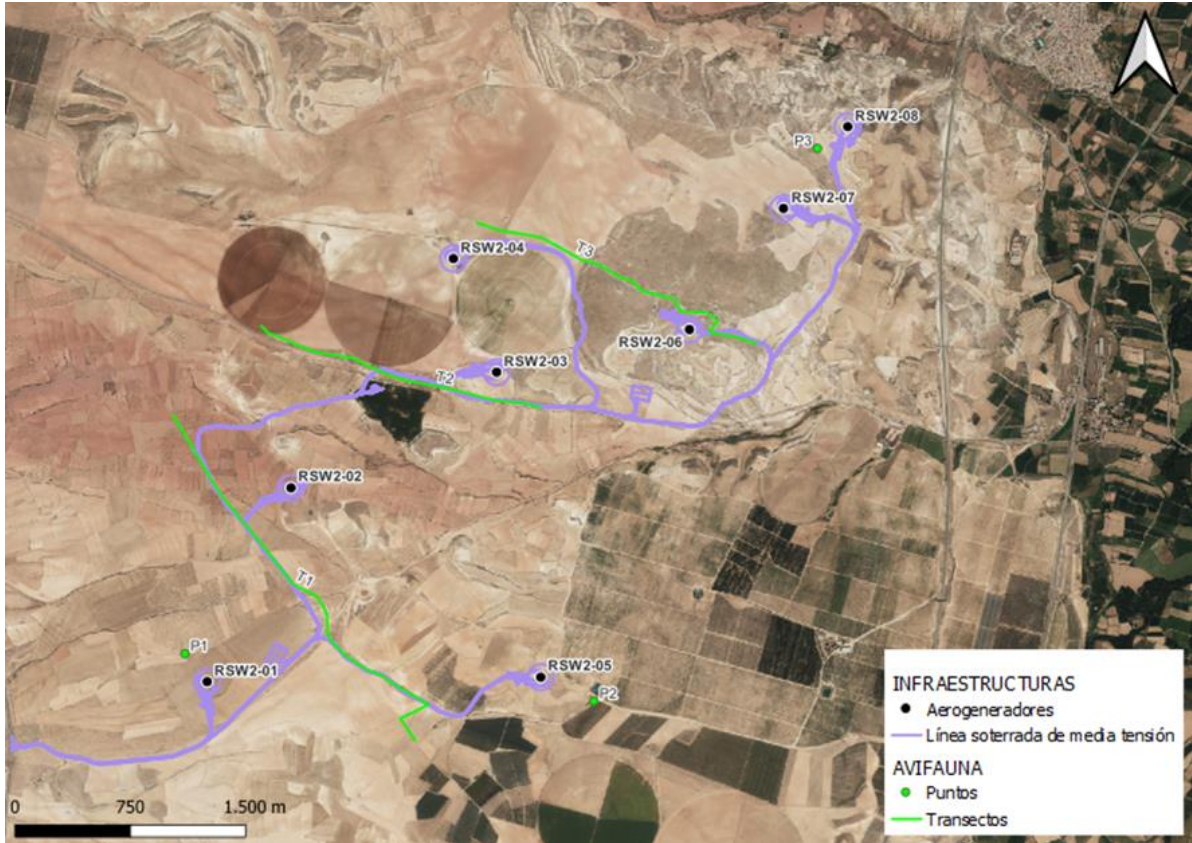 RSW2-08
P3
RSW2-07
RSW2-04
T3
RSW2-06
RSW2-03
T2
RSW2-02
T1
P1
RSW2-01
RSW2-05
P2
INFRAESTRUCTURAS
Aerogeneradores
Línea soterrada de media tensión
AVIFAUNA
Puntos
Transectos
0 750 1.500 m